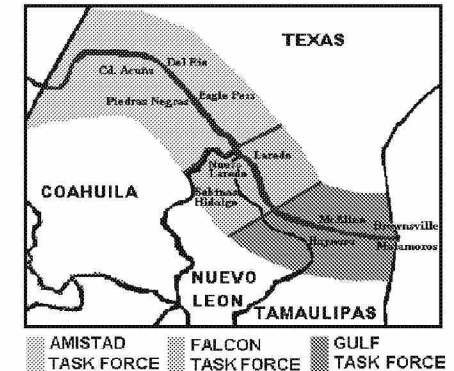 TEXAS
Del Rio
Cd. Acuna
Eagle Pass
Piedras Negras
Laredo
Nuevo
Laredo
Sabinas
Hidalgo
COAHUILA
McAllen
Brownsville
Reynosa
Matamoros
NUEVO
LEON
TAMAULIPAS
AMISTAD
TASK FORCE
FALCON
TASK FORCE
GULF
TASK FORCE